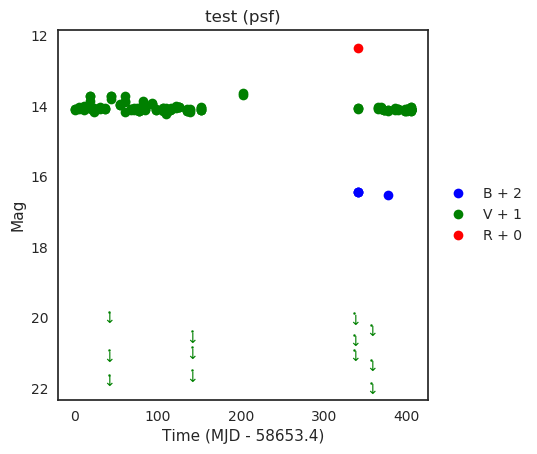 test (psf)
12
14
16
18
20
22
Mag
0
100
200
300
400
Time (MJD - 58653.4)
B + 2
V + 1
R + 0